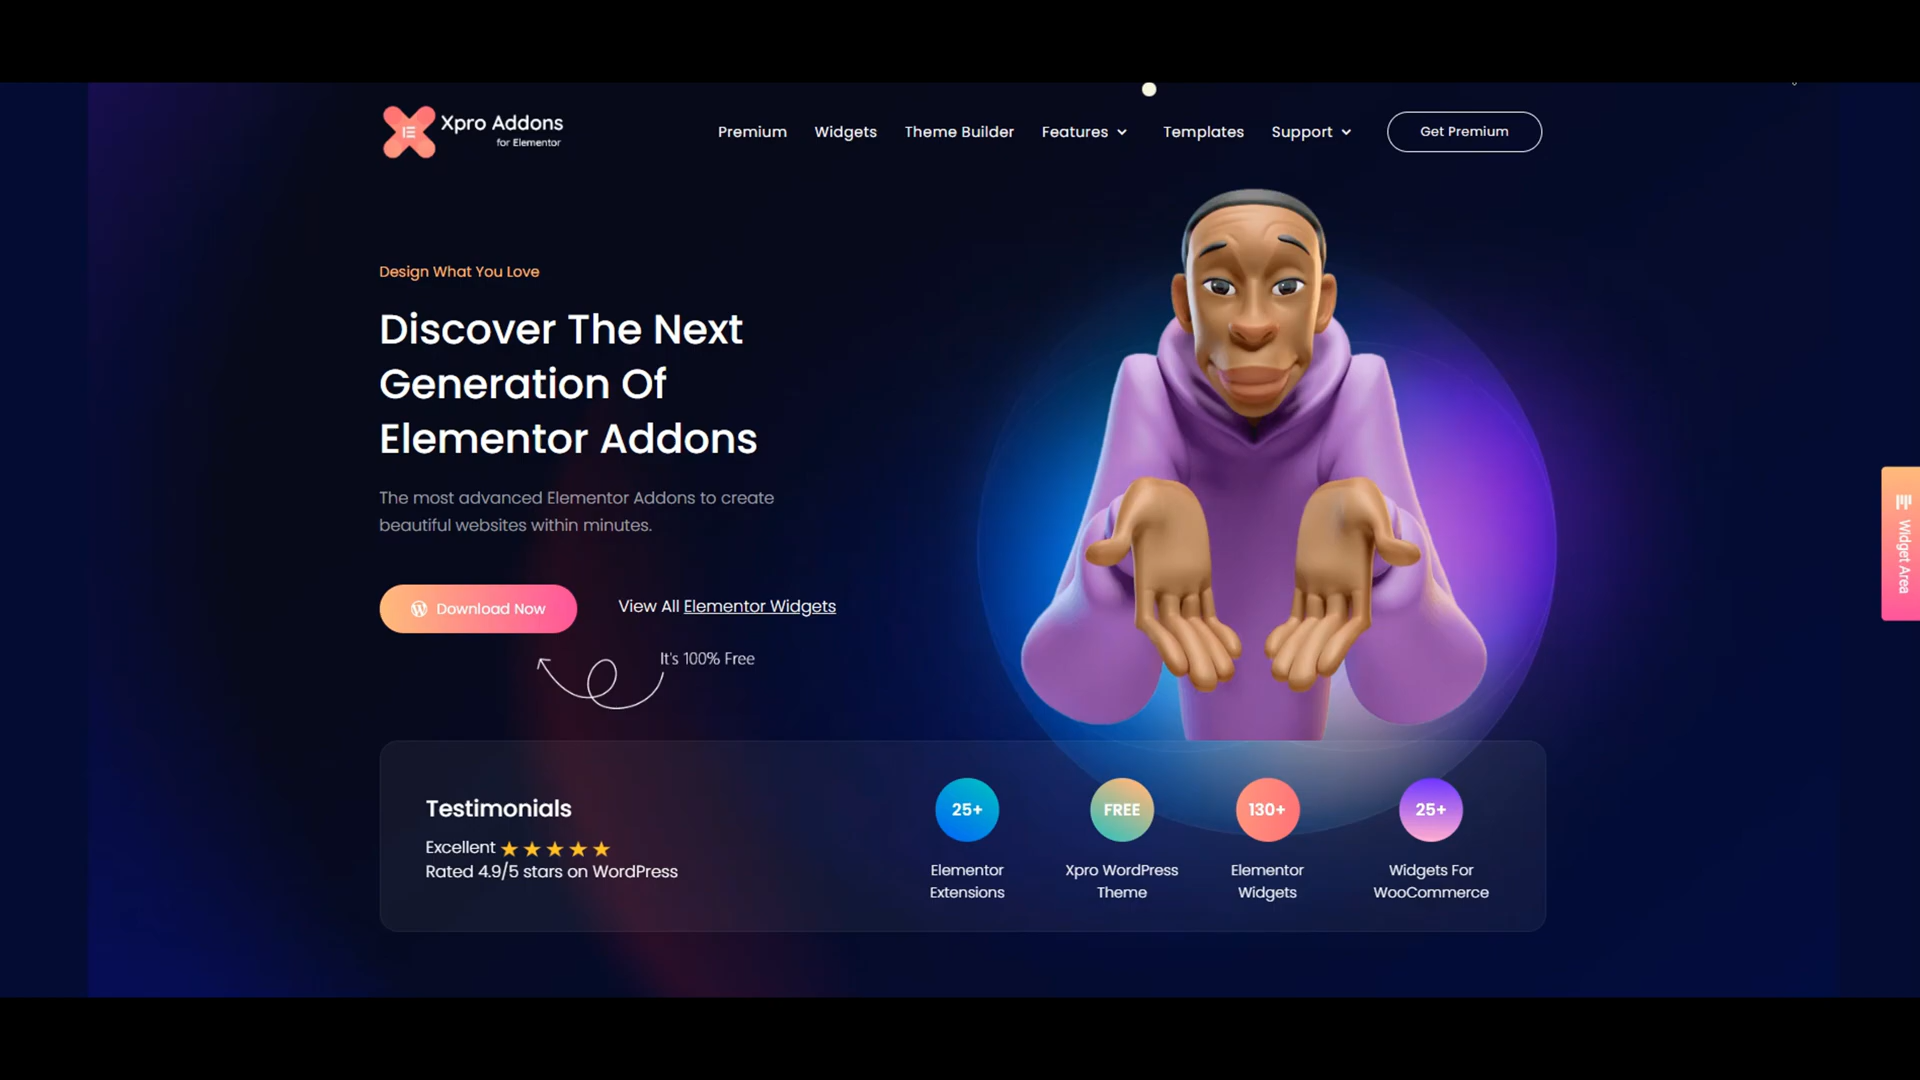 Xpro Addons
for Elementor
Premium
Widgets
Theme Builder
Features
Templates
Support
Get Premium
Design What You Love
Discover The Next
Generation Of
Elementor Addons
The most advanced Elementor Addons to create
beautiful websites within minutes.
Download Now
View All Elementor Widgets
It's 100% Free
Widget Area
Testimonials
Excellent
Rated 4.9/5 stars on WordPress
25+
Elementor
Extensions
FREE
Xpro WordPress
Theme
130+
Elementor
Widgets
25+
Widgets For
WooCommerce